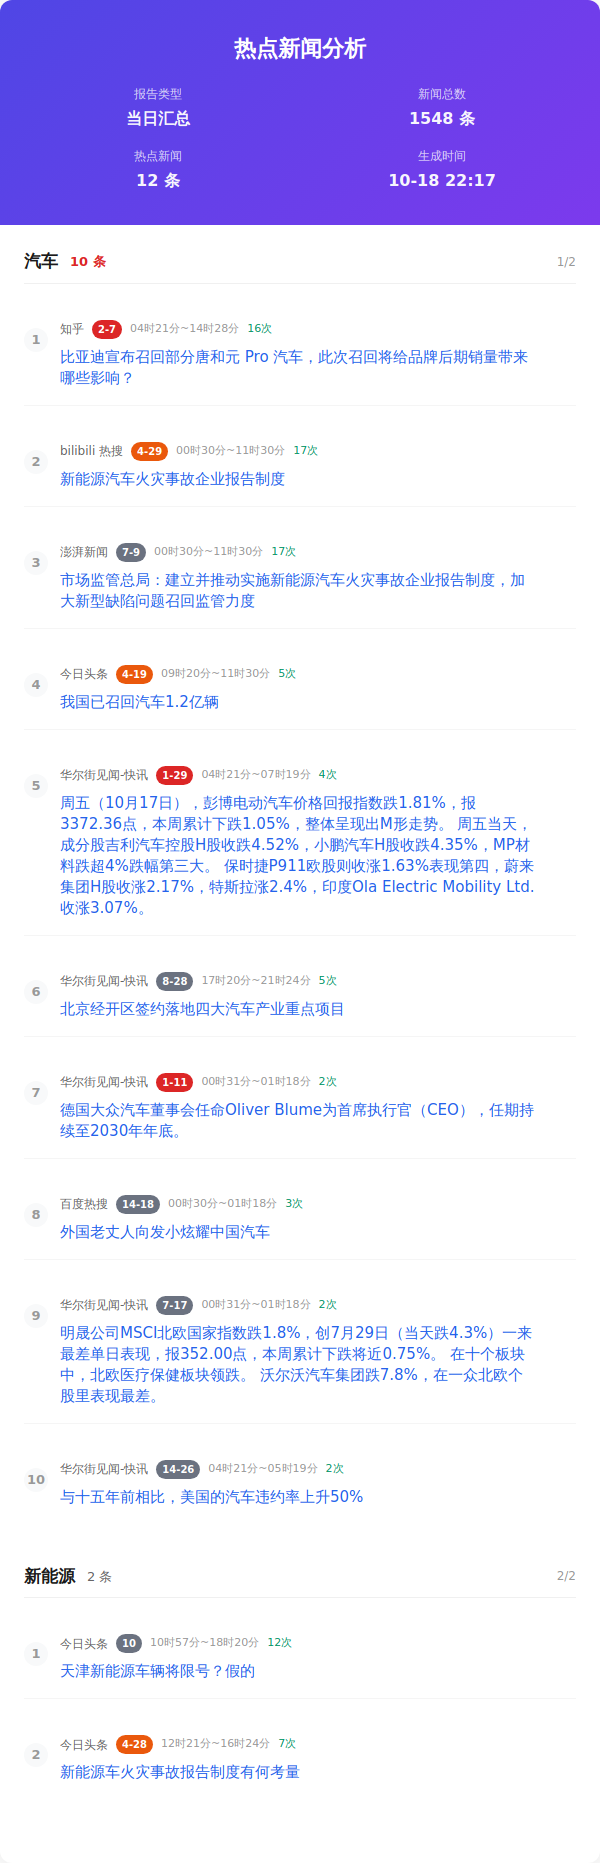 热点新闻分析
报告类型
新闻总数
当日汇总
1548 条
热点新闻
生成时间
12 条
10-18 22:17
汽车 10 条 1/2
1 知乎 2-7 04时21分~14时28分 16次
比亚迪宣布召回部分唐和元 Pro 汽车，此次召回将给品牌后期销量带来
哪些影响？
2 bilibili 热搜 4-29 00时30分~11时30分 17次
新能源汽车火灾事故企业报告制度
3 澎湃新闻 7-9 00时30分~11时30分 17次
市场监管总局：建立并推动实施新能源汽车火灾事故企业报告制度，加
大新型缺陷问题召回监管力度
4 今日头条 4-19 09时20分~11时30分 5次
我国已召回汽车1.2亿辆
5 华尔街见闻-快讯 1-29 04时21分~07时19分 4次
周五（10月17日），彭博电动汽车价格回报指数跌1.81%，报
3372.36点，本周累计下跌1.05%，整体呈现出M形走势。 周五当天，
成分股吉利汽车控股H股收跌4.52%，小鹏汽车H股收跌4.35%，MP材
料跌超4%跌幅第三大。 保时捷P911欧股则收涨1.63%表现第四，蔚来
集团H股收涨2.17%，特斯拉涨2.4%，印度Ola Electric Mobility Ltd.
收涨3.07%。
6 华尔街见闻-快讯 8-28 17时20分~21时24分 5次
北京经开区签约落地四大汽车产业重点项目
7 华尔街见闻-快讯 1-11 00时31分~01时18分 2次
德国大众汽车董事会任命Oliver Blume为首席执行官（CEO），任期持
续至2030年年底。
8 百度热搜 14-18 00时30分~01时18分 3次
外国老丈人向发小炫耀中国汽车
9 华尔街见闻-快讯 7-17 00时31分~01时18分 2次
明晟公司MSCI北欧国家指数跌1.8%，创7月29日（当天跌4.3%）一来
最差单日表现，报352.00点，本周累计下跌将近0.75%。 在十个板块
中，北欧医疗保健板块领跌。 沃尔沃汽车集团跌7.8%，在一众北欧个
股里表现最差。
10 华尔街见闻-快讯 14-26 04时21分~05时19分 2次
与十五年前相比，美国的汽车违约率上升50%
新能源 2 条 2/2
1 今日头条 10 10时57分~18时20分 12次
天津新能源车辆将限号？假的
2 今日头条 4-28 12时21分~16时24分 7次
新能源车火灾事故报告制度有何考量